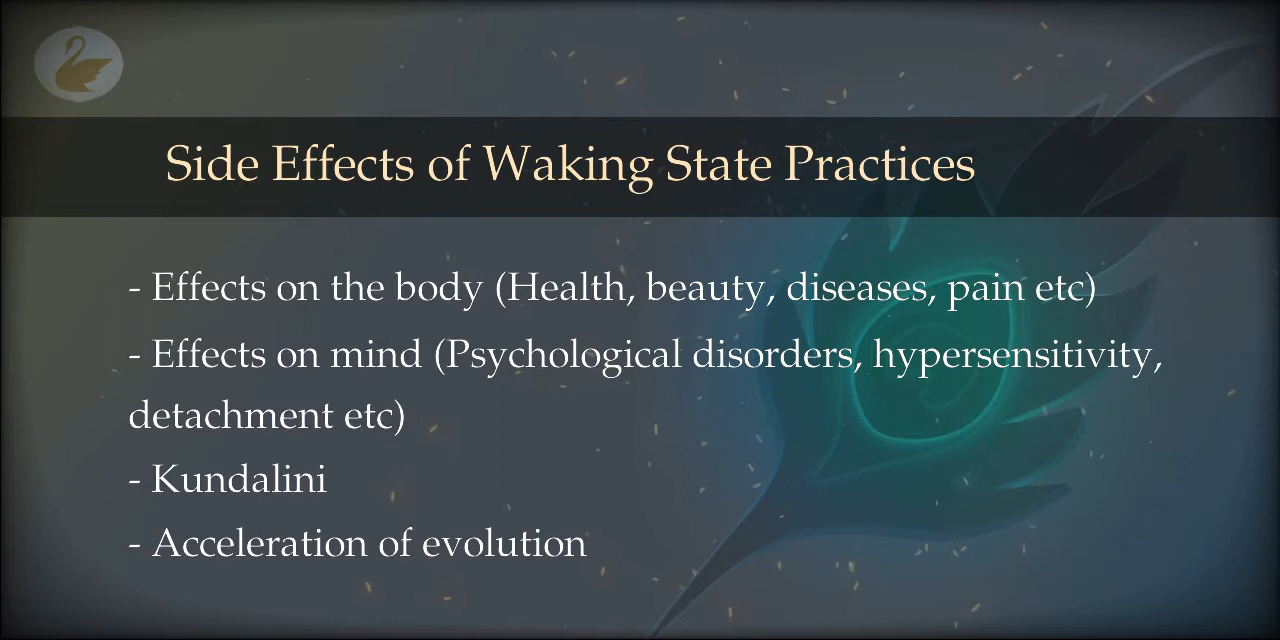 Side Effects of Waking State Practices
- Effects on the body (Health, beauty, diseases, pain etc)
- Effects on mind (Psychological disorders, hypersensitivity,
detachment etc)
- Kundalini
- Acceleration of evolution